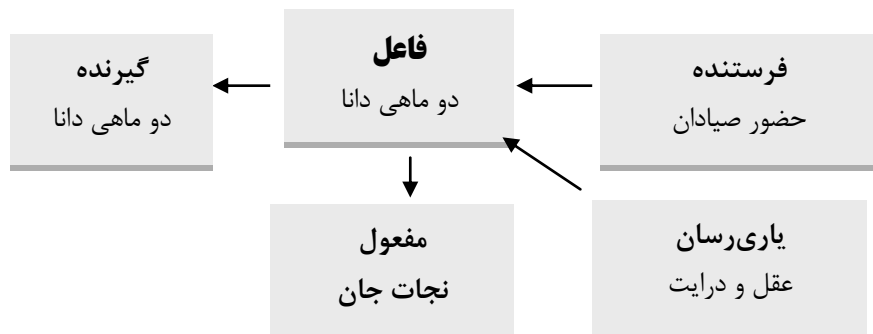 فرستنده
حضور صیادان
فاعل
دو ماهی دانا
گیرنده
دو ماهی دانا
یاری‌رسان
عقل و درایت
مفعول
نجات جان